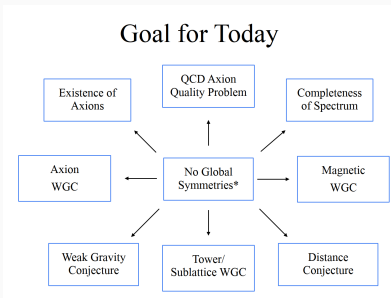 Goal for Today
QCD Axion
Quality Problem
Existence of
Axions
Completeness
of Spectrum
Axion
WGC
No Global
Symmetries*
Magnetic
WGC
Weak Gravity
Conjecture
Tower/
Sublattice WGC
Distance
Conjecture